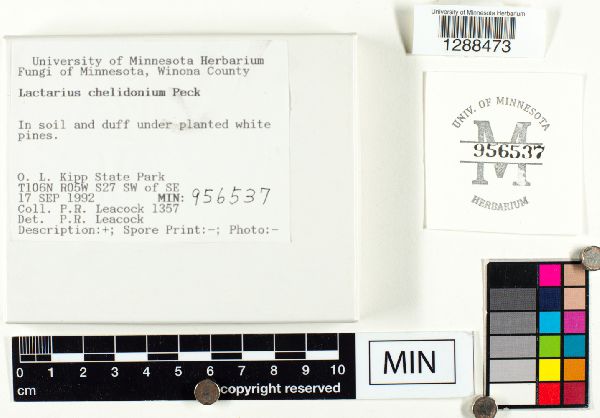 University of Minnesota Herbarium
Fungi of Minnesota, Winona County
Lactarius chelidonium Peck
In soil and duff under planted white
pines.
O. L. Kipp State Park
T106N R05W S27 SW of SE
17 SEP 1992 MIN: 956537
Coll. P.R. Leacock 1357
Det. P.R. Leacock
Description:+; Spore Print:-; Photo:-
University of Minnesota Herbarium
1288473
UNIV. OF MINNESOTA
M
956537
HERBARIUM
0 1 2 3 4 5 6 7 8 9 10
cm copyright reserved
MIN